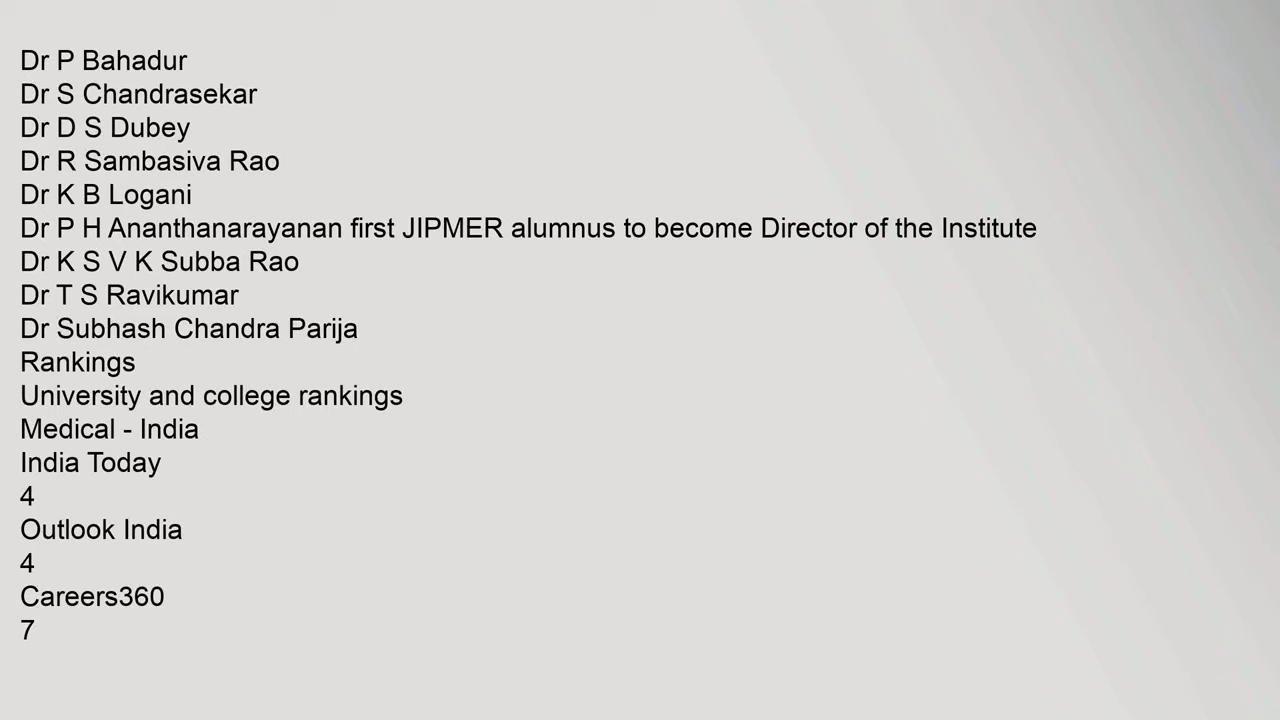 Dr P Bahadur
Dr S Chandrasekar
Dr D S Dubey
Dr R Sambasiva Rao
Dr K B Logani
Dr P H Ananthanarayanan first JIPMER alumnus to become Director of the Institute
Dr K S V K Subba Rao
Dr T S Ravikumar
Dr Subhash Chandra Parija
Rankings
University and college rankings
Medical - India
India Today
4
Outlook India
4
Careers360
7